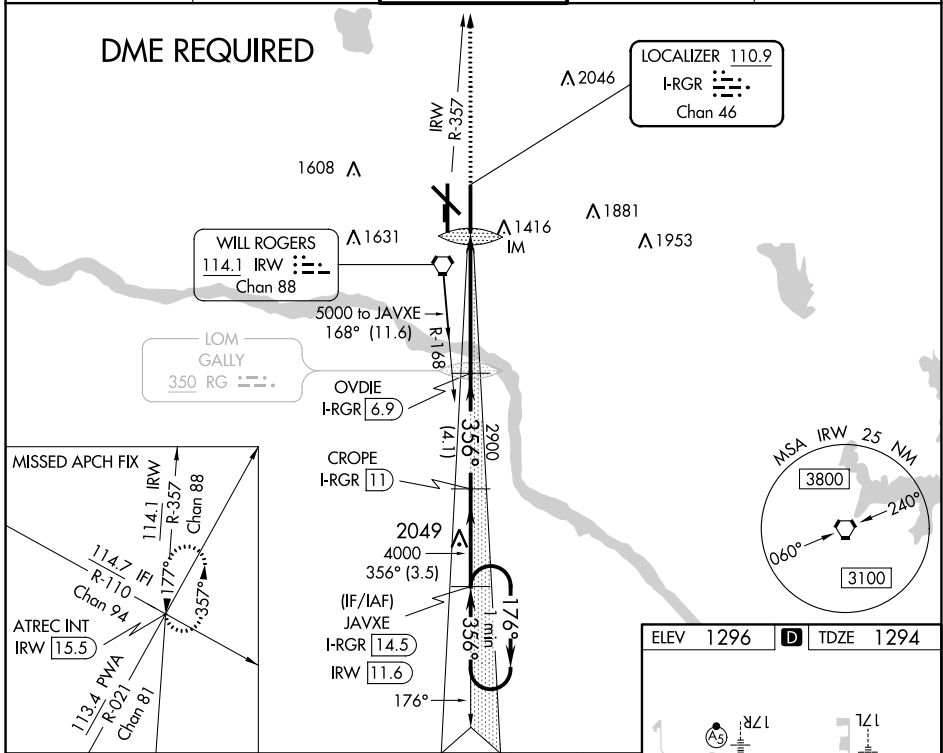 DME REQUIRED
LOCALIZER 110.9
I-RGR
Chan 46
2046
IRW
R-357
1608
1631
1416
IM
1881
1953
WILL ROGERS
114.1 IRW
Chan 88
5000 to JAVXE
168° (11.6)
R-168
LOM
GALLY
350 RG
OVDIE
I-RGR 6.9
2900
356°
(4.1)
CROPE
I-RGR 11
2049
4000
356° (3.5)
(IF/IAF)
JAVXE
I-RGR 14.5
IRW 11.6
356°
1 min
176°
176°
MISSED APCH FIX
114.1 IRW
R-357
Chan 88
114.7 IFI
R-110
Chan 94
177°
357°
ATREC INT
IRW 15.5
113.4 PWA
R-021
Chan 81
MSA IRW 25 NM
3800
240°
060°
3100
ELEV 1296 D TDZE 1294
A5
17R
17L